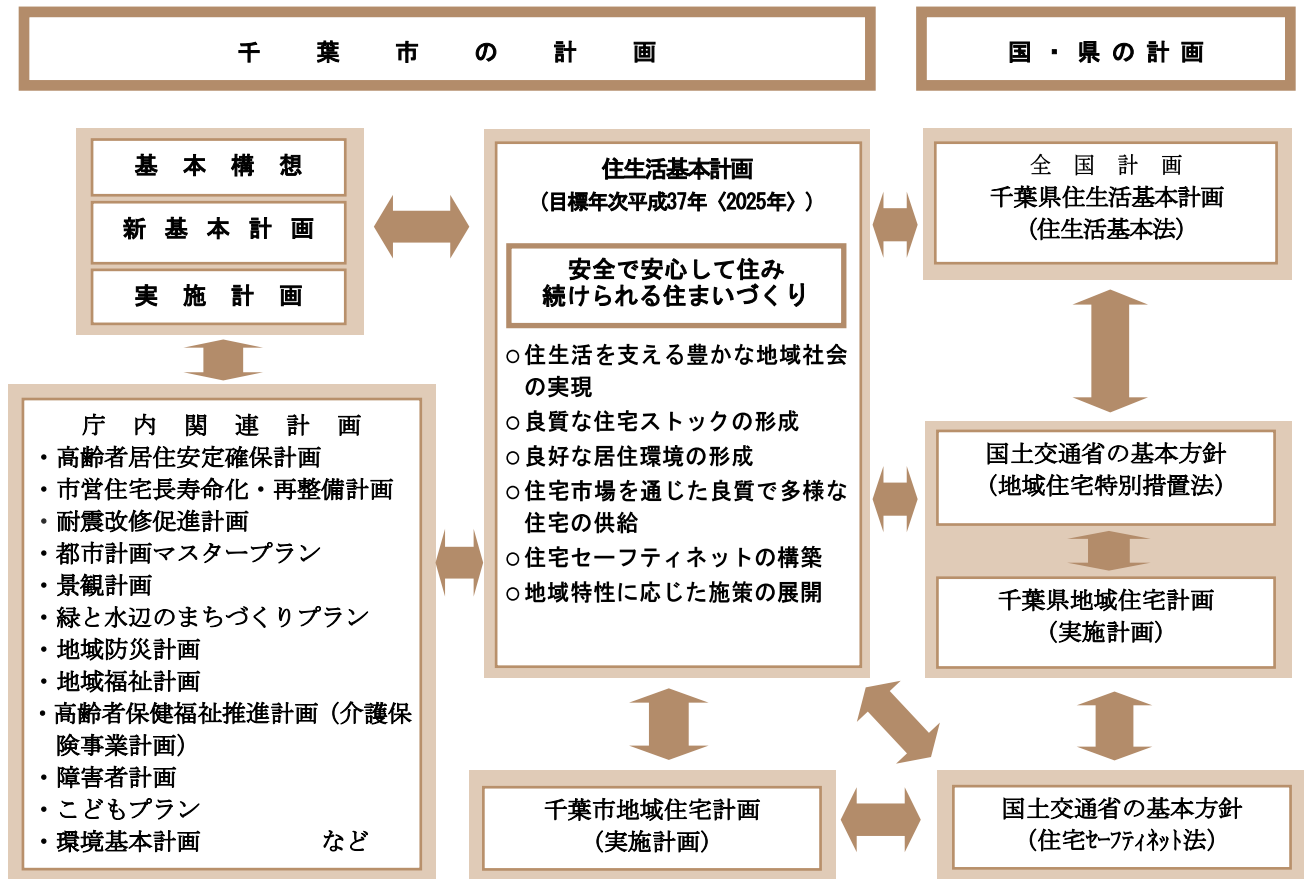 千葉市の計画
国・県の計画
基本構想
新基本計画
実施計画
庁内関連計画
・高齢者居住安定確保計画
・市営住宅長寿命化・再整備計画
・耐震改修促進計画
・都市計画マスタープラン
・景観計画
・緑と水辺のまちづくりプラン
・地域防災計画
・地域福祉計画
・高齢者保健福祉推進計画（介護保
険事業計画）
・障害者計画
・こどもプラン
・環境基本計画　など
住生活基本計画
（目標年次平成37年〈2025年〉）
安全で安心して住み
続けられる住まいづくり
○住生活を支える豊かな地域社会
の実現
○良質な住宅ストックの形成
○良好な居住環境の形成
○住宅市場を通じた良質で多様な
住宅の供給
○住宅セーフティネットの構築
○地域特性に応じた施策の展開
千葉市地域住宅計画
（実施計画）
全国計画
千葉県住生活基本計画
（住生活基本法）
国土交通省の基本方針
（地域住宅特別措置法）
千葉県地域住宅計画
（実施計画）
国土交通省の基本方針
（住宅ｾｰﾌﾃｨﾈｯﾄ法）